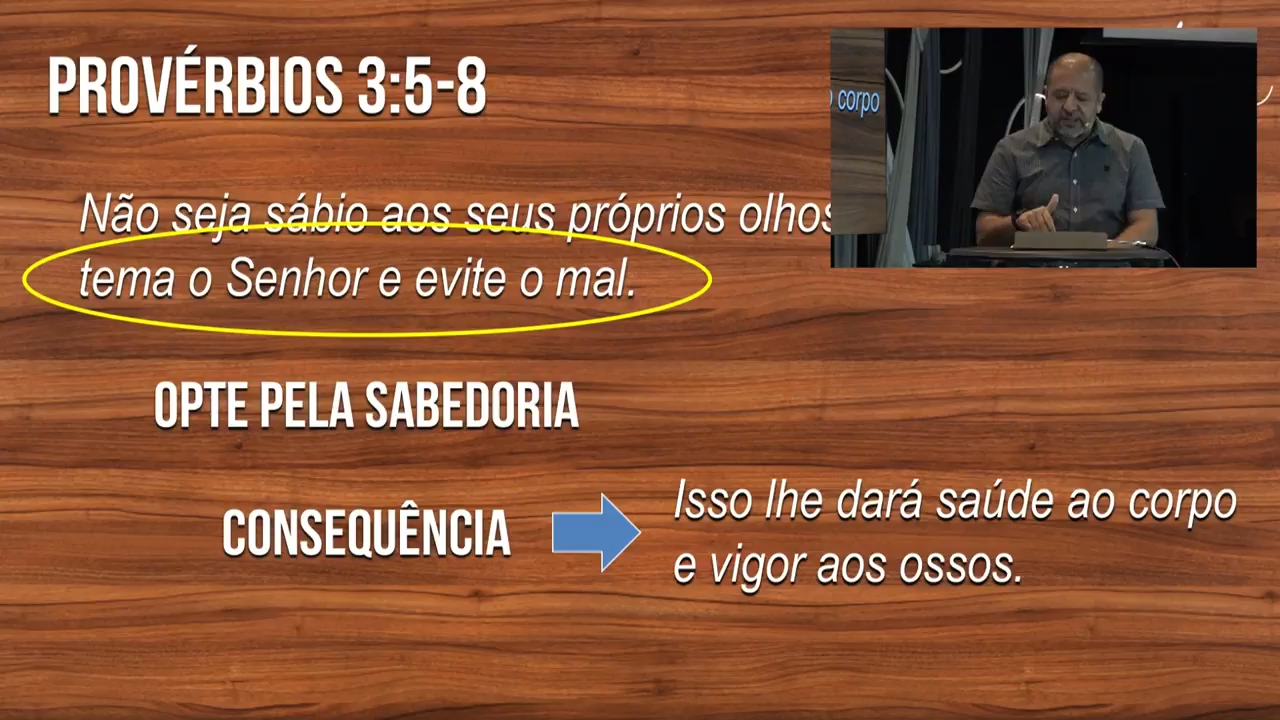 PROVÉRBIOS 3:5-8
corpo
Não seja sábio aos seus próprios olhos
tema o Senhor e evite o mal.
OPTE PELA SABEDORIA
CONSEQUÊNCIA
Isso lhe dará saúde ao corpo
e vigor aos ossos.